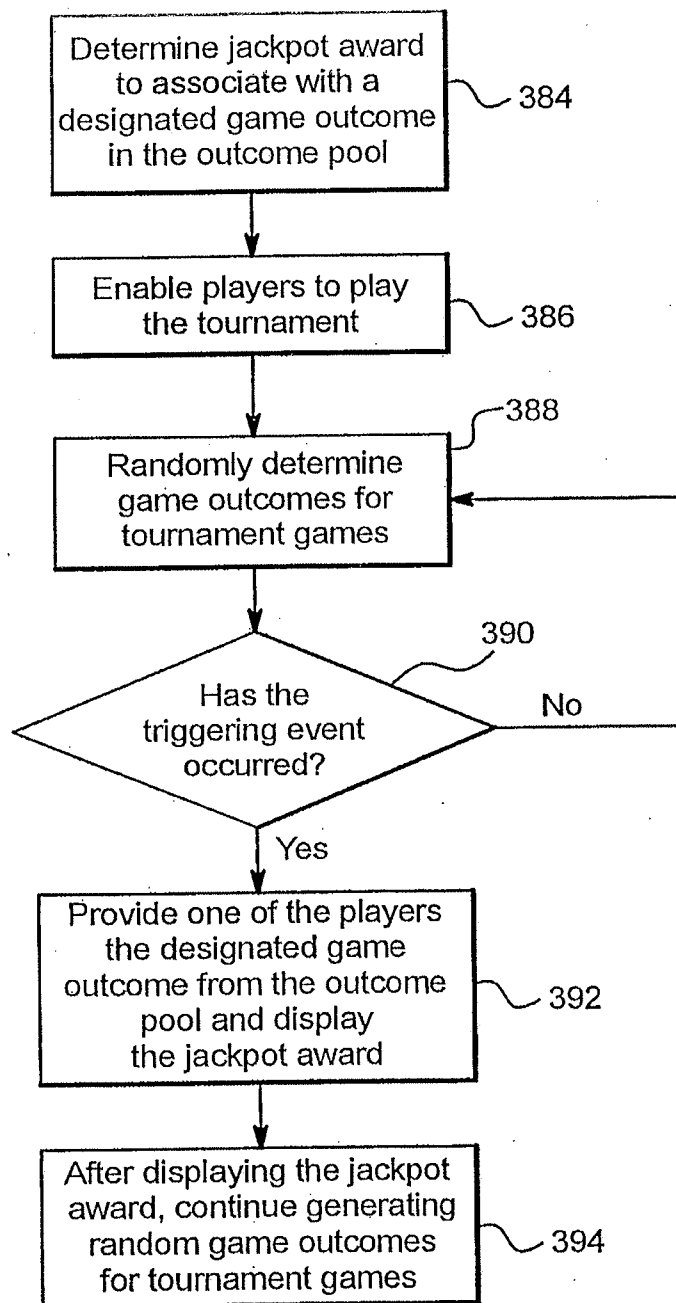 Determine jackpot award
to associate with a
designated game outcome
in the outcome pool
384
Enable players to play
the tournament
386
388
Randomly determine
game outcomes for
tournament games
390
Has the
triggering event
occurred?
No
Yes
Provide one of the players
the designated game
outcome from the outcome
pool and display
the jackpot award
392
After displaying the jackpot
award, continue generating
random game outcomes
for tournament games
394